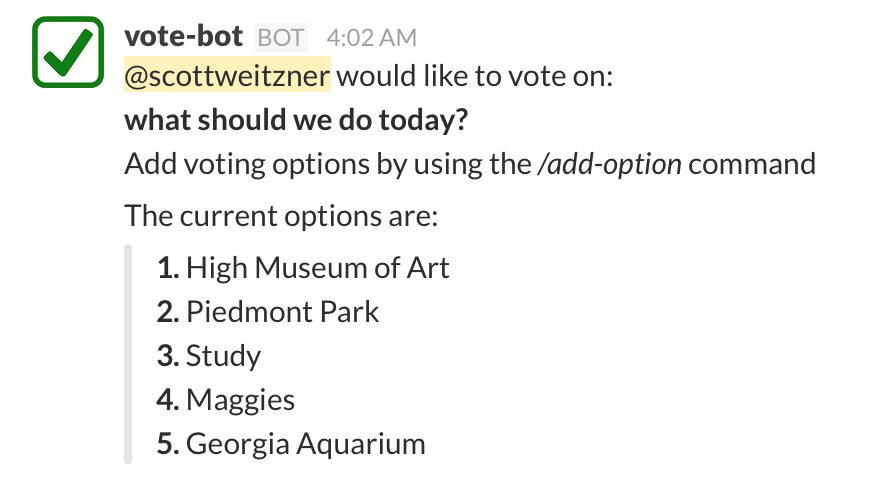 vote-bot BOT 4:02 AM
@scottweitzner would like to vote on:
what should we do today?
Add voting options by using the /add-option command
The current options are:
1. High Museum of Art
2. Piedmont Park
3. Study
4. Maggies
5. Georgia Aquarium